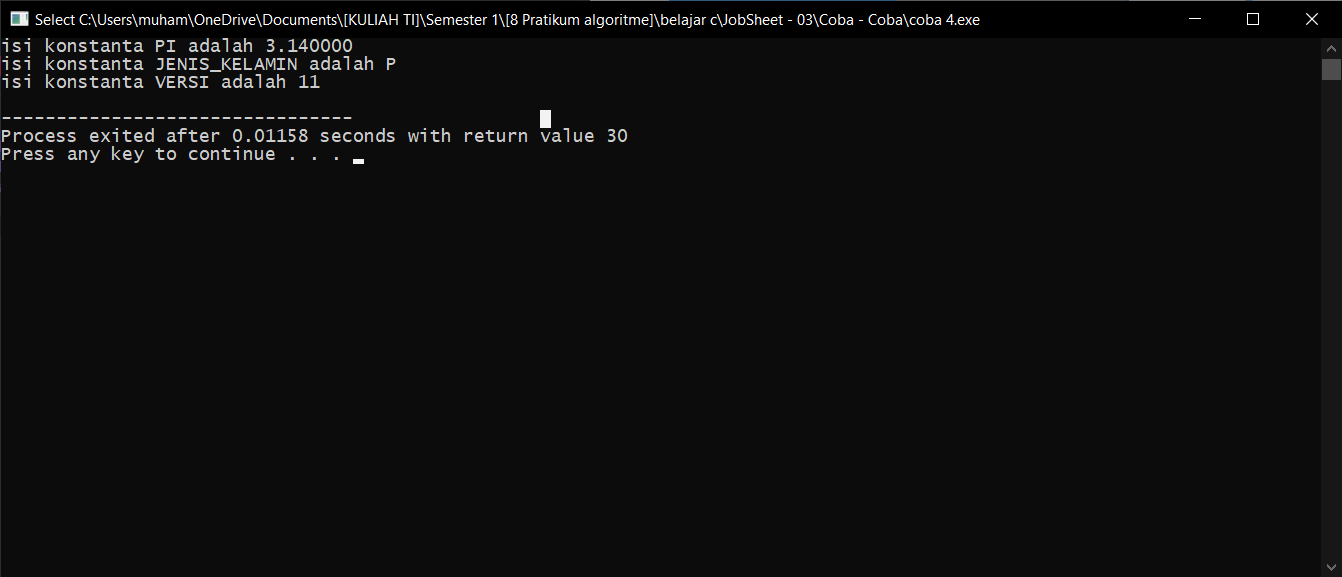 Select C:\Users\muham\OneDrive\Documents\[KULIAH TI]\Semester 1\[8 Pratikum algoritme]\belajar c\JobSheet - 03\Coba - Coba\coba 4.exe
isi konstanta PI adalah 3.140000
isi konstanta JENIS_KELAMIN adalah P
isi konstanta VERSI adalah 11
--------------------------------
Process exited after 0.01158 seconds with return value 30
Press any key to continue . . .